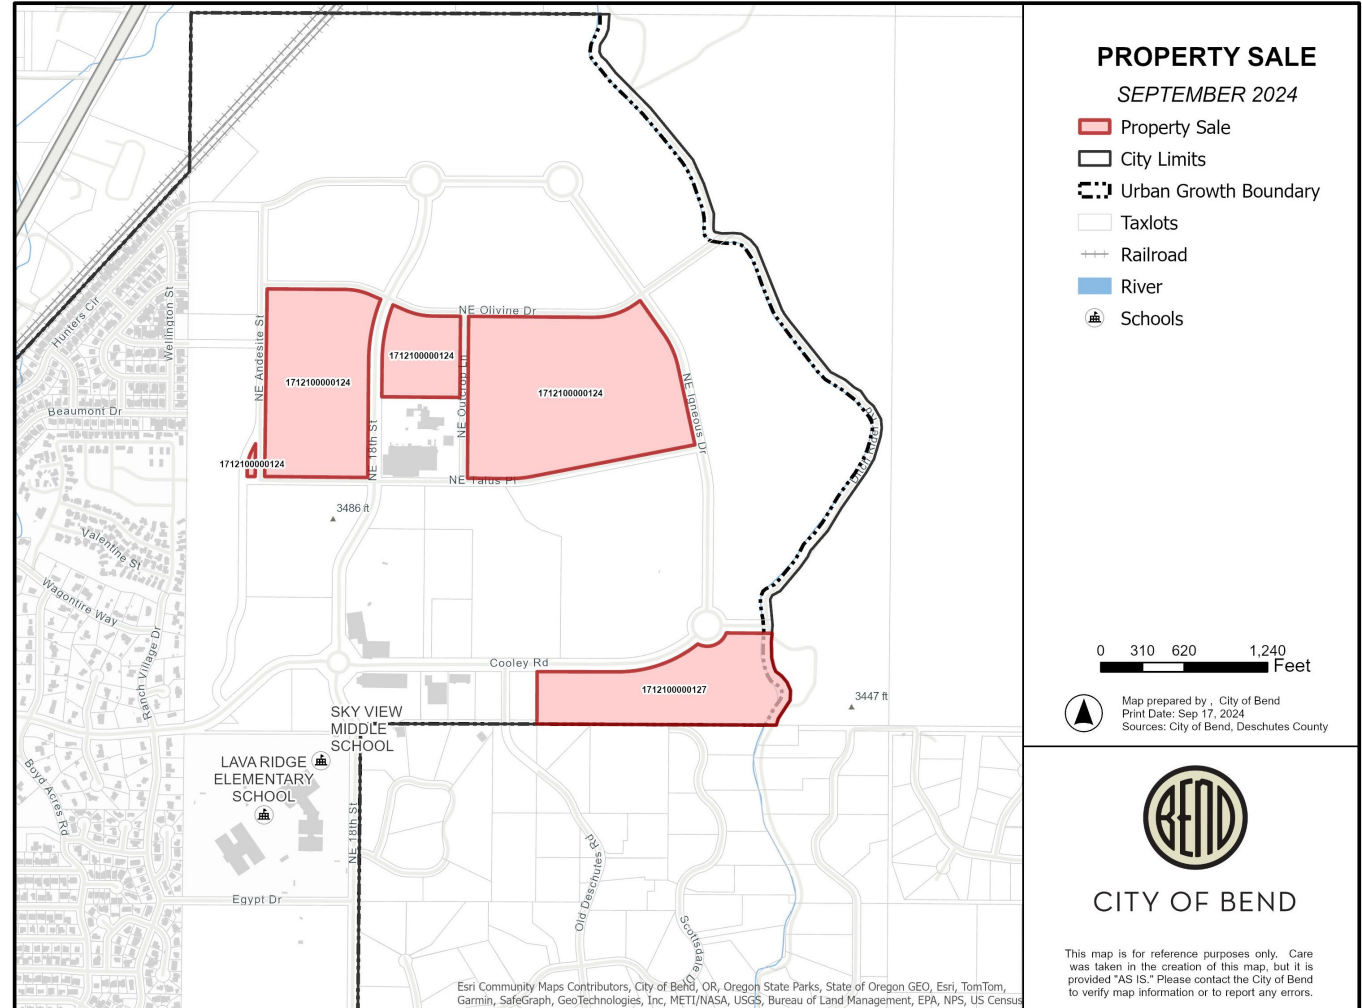 PROPERTY SALE
SEPTEMBER 2024
Property Sale
City Limits
Urban Growth Boundary
Taxlots
Railroad
River
Schools
0 310 620 1,240
Feet
Map prepared by , City of Bend
Print Date: Sep 17, 2024
Sources: City of Bend, Deschutes County
BEND
CITY OF BEND
This map is for reference purposes only. Care
was taken in the creation of this map, but it is
provided "AS IS." Please contact the City of Bend
to verify map information or to report any errors.
Hunters Cir
Wellington St
NE Andesite St
NE Olivine Dr
1712100000124
1712100000124
1712100000124
NE Outcrop Ln
NE Igneous Dr
Beaumont Dr
NE 18th St
1712100000124
NE Talus Pl
3486 ft
Valentine St
Wagontire Way
Ranch Village Dr
Cooley Rd
1712100000127
3447 ft
SKY VIEW
MIDDLE
SCHOOL
LAVA RIDGE
ELEMENTARY
SCHOOL
Boyd Acres Rd
NE 18th St
Old Deschutes Rd
Egypt Dr
Scottsdale Dr
Esri Community Maps Contributors, City of Bend, OR, Oregon State Parks, State of Oregon GEO, Esri, TomTom,
Garmin, SafeGraph, GeoTechnologies, Inc, METI/NASA, USGS, Bureau of Land Management, EPA, NPS, US Census